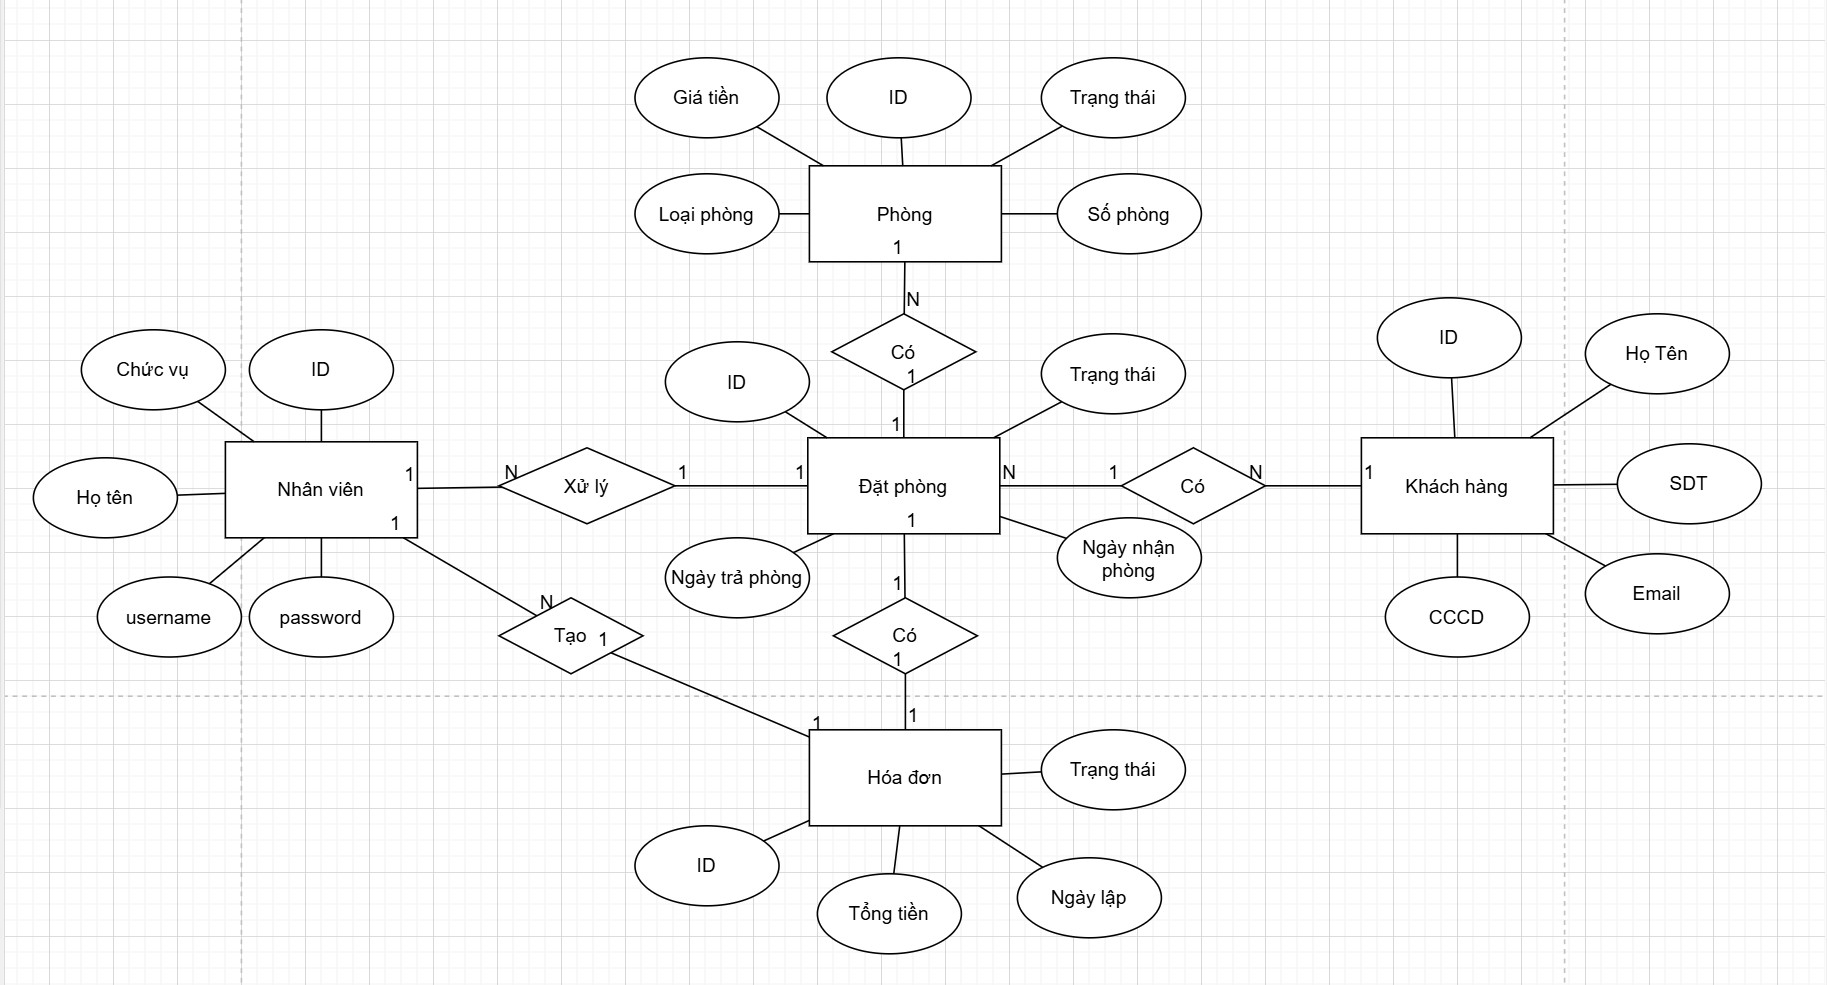 Giá tiền
ID
Trạng thái
Loại phòng
Phòng
Số phòng
1
N
Có
1
1
Chức vụ
ID
ID
Trạng thái
ID
Họ Tên
Họ tên
Nhân viên
1
1
N
Xử lý
1
1
Đặt phòng
N
1
1
Có
N
1
Khách hàng
SDT
username
password
Ngày trả phòng
Ngày nhận
phòng
CCCD
Email
N
Tạo
1
1
Có
1
1
1
Hóa đơn
Trạng thái
ID
Tổng tiền
Ngày lập